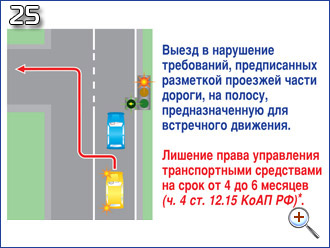 25
Выезд в нарушение
требований, предписанных
разметкой проезжей части
дороги, на полосу,
предназначенную для
встречного движения.
Лишение права управления
транспортными средствами
на срок от 4 до 6 месяцев
(ч. 4 ст. 12.15 КоАП РФ)*.